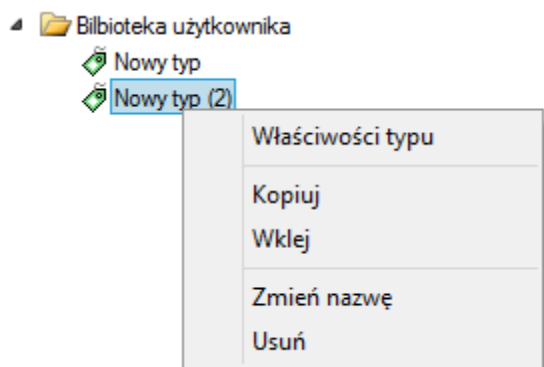 Bilbioteka użytkownika
Nowy typ
Nowy typ (2)
Właściwości typu
Kopiuj
Wklej
Zmień nazwę
Usuń